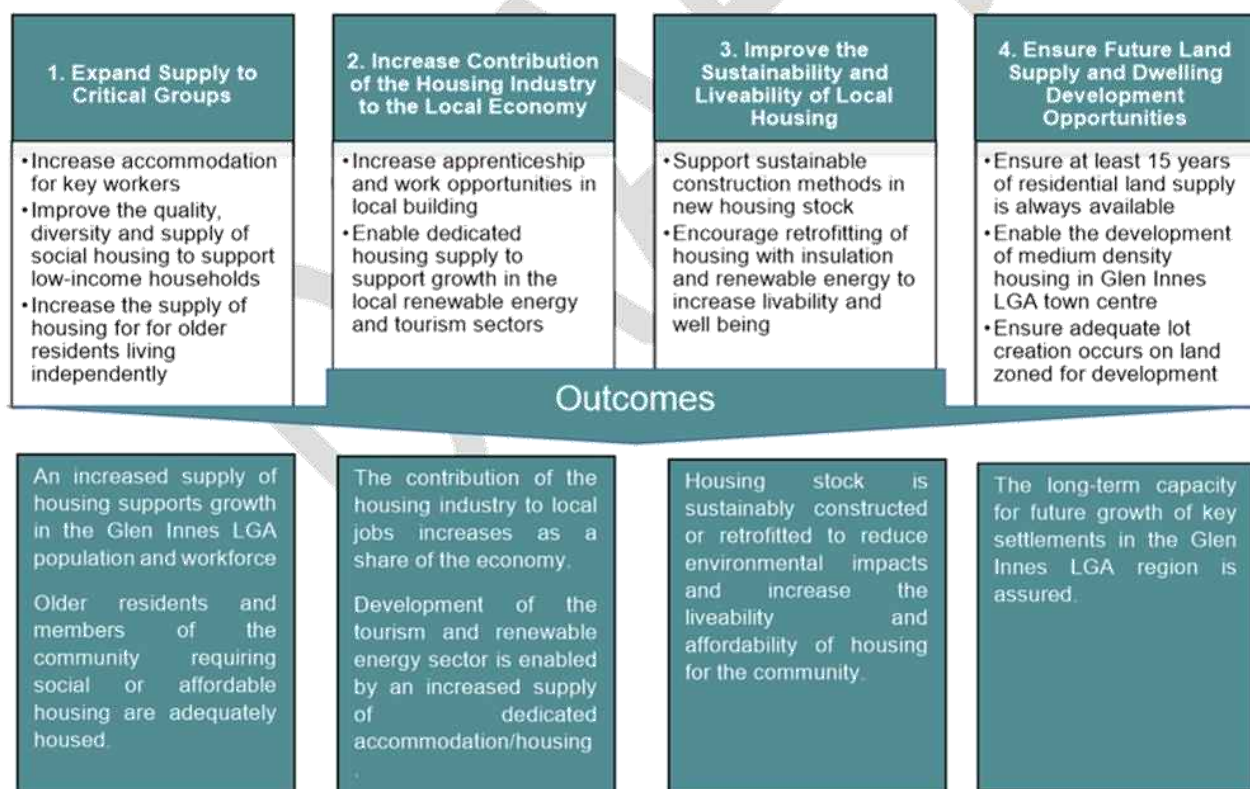 1. Expand Supply to
Critical Groups
•Increase accommodation
for key workers
•Improve the quality,
diversity and supply of
social housing to support
low-income households
•Increase the supply of
housing for for older
residents living
independently
2. Increase Contribution
of the Housing Industry
to the Local Economy
•Increase apprenticeship
and work opportunities in
local building
•Enable dedicated
housing supply to
support growth in the
local renewable energy
and tourism sectors
3. Improve the
Sustainability and
Liveability of Local
Housing
•Support sustainable
construction methods in
new housing stock
•Encourage retrofitting of
housing with insulation
and renewable energy to
increase livability and
well being
4. Ensure Future Land
Supply and Dwelling
Development
Opportunities
•Ensure at least 15 years
of residential land supply
is always available
•Enable the development
of medium density
housing in Glen Innes
LGA town centre
•Ensure adequate lot
creation occurs on land
zoned for development
Outcomes
An increased supply of
housing supports growth
in the Glen Innes LGA
population and workforce
Older residents and
members of the
community requiring
social or affordable
housing are adequately
housed.
The contribution of the
housing industry to local
jobs increases as a
share of the economy.
Development of the
tourism and renewable
energy sector is enabled
by an increased supply
of dedicated
accommodation/housing
.
Housing stock is
sustainably constructed
or retrofitted to reduce
environmental impacts
and increase the
liveability and
affordability of housing
for the community.
The long-term capacity
for future growth of key
settlements in the Glen
Innes LGA region is
assured.